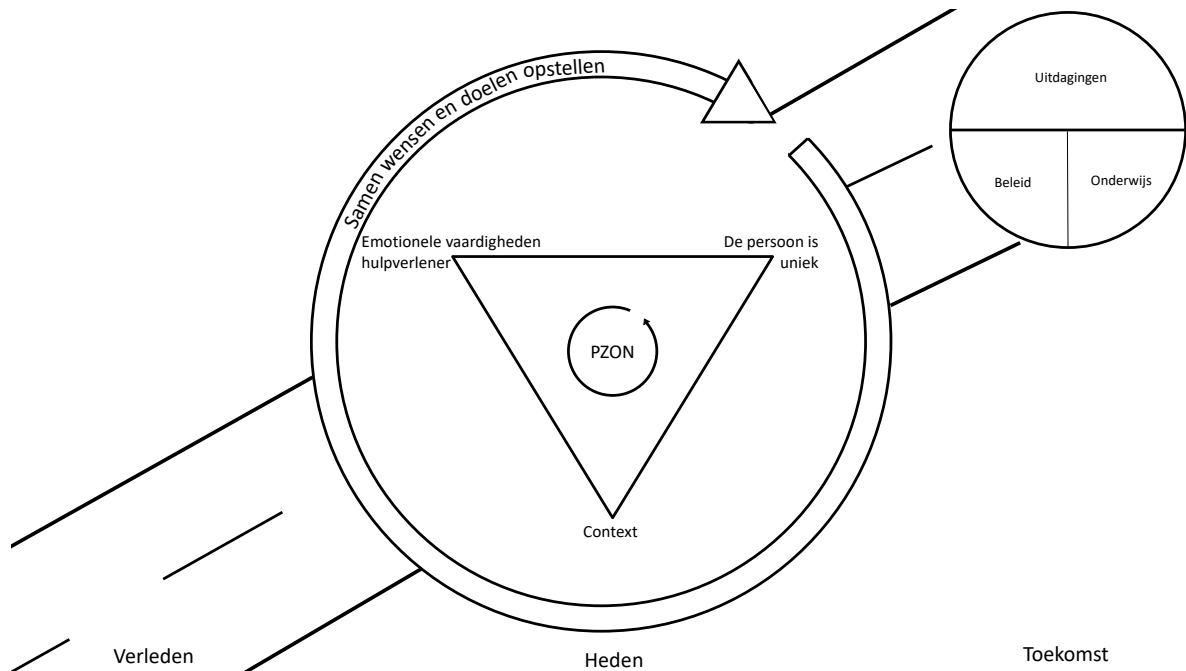 Samen wensen en doelen opstellen
Uitdagingen
Beleid
Onderwijs
Emotionele vaardigheden
hulpverlener
De persoon is
uniek
PZON
Context
Verleden
Heden
Toekomst